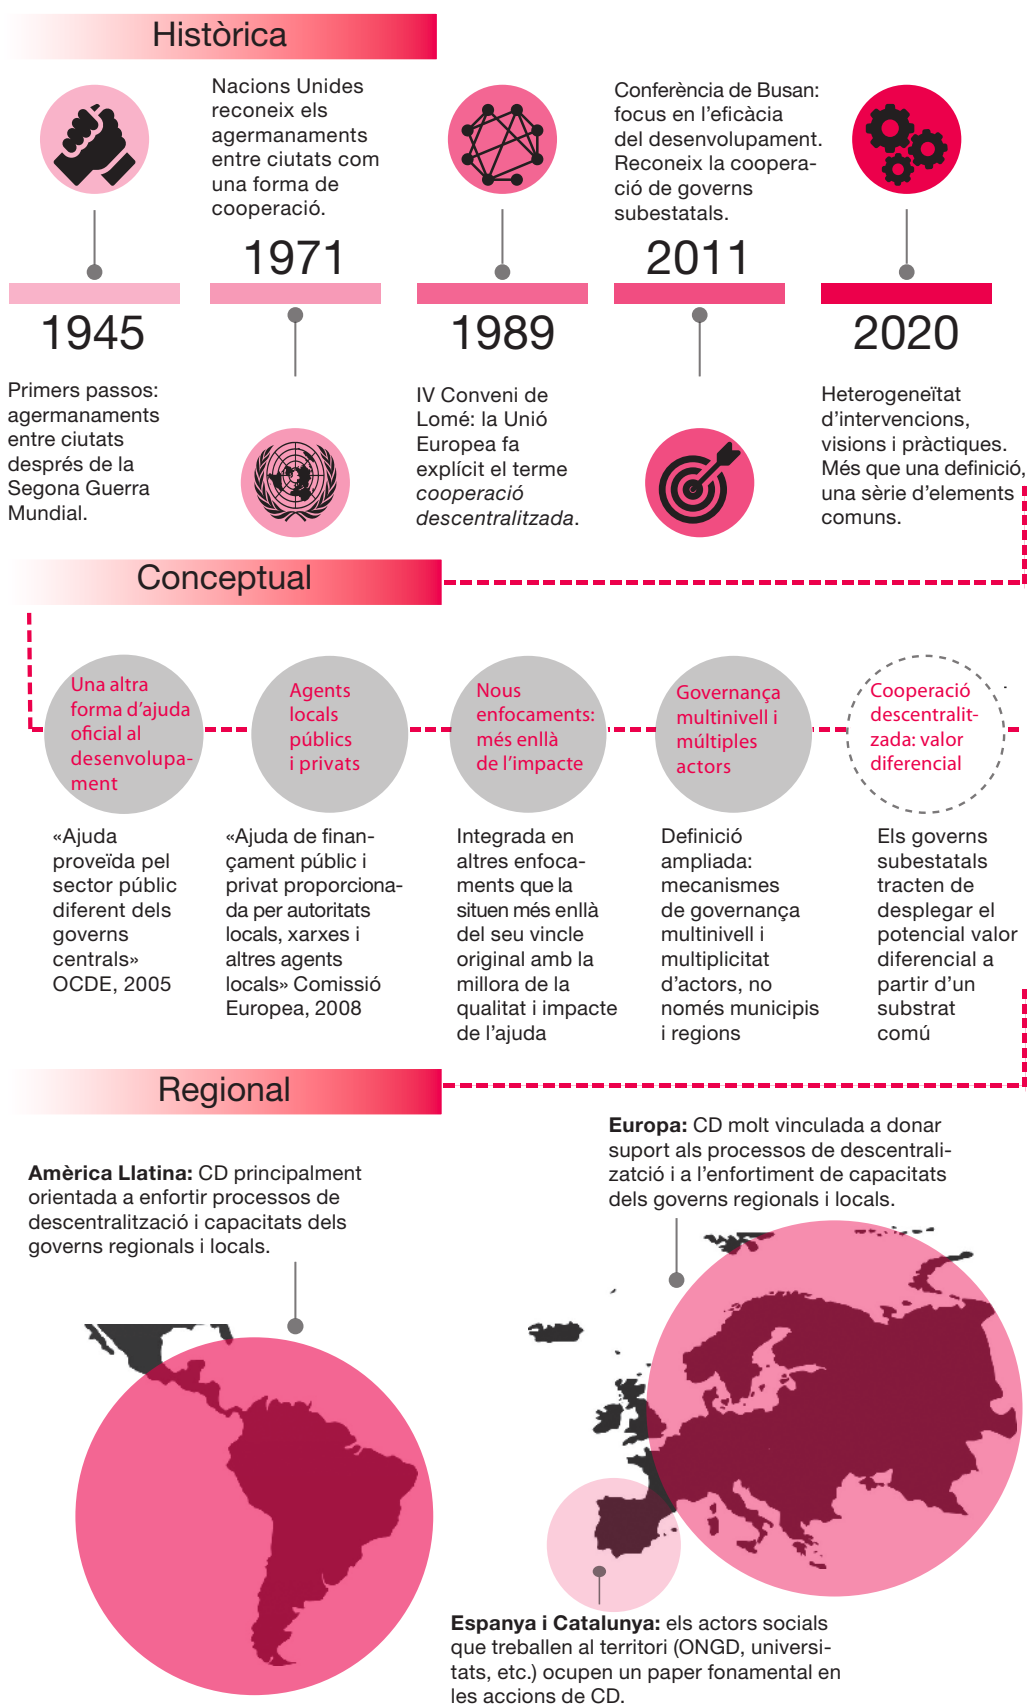 Històrica
Nacions Unides
reconeix els
agermanaments
entre ciutats com
una forma de
cooperació.
Conferència de Busan:
focus en l’eficàcia
del desenvolupament.
Reconeix la coopera-
ció de governs
subestatals.
1971
2011
1945
1989
2020
Primers passos:
agermanaments
entre ciutats
després de la
Segona Guerra
Mundial.
IV Conveni de
Lomé: la Unió
Europea fa
explícit el terme
cooperació
descentralitzada.
Heterogeneïtat
d’intervencions,
visions i pràctiques.
Més que una definició,
una sèrie d’elements
comuns.
Conceptual
Una altra
forma d’ajuda
oficial al
desenvolupa-
ment
Agents
locals
públics
i privats
Nous
enfocaments:
més enllà
de l’impacte
Governança
multinivell i
múltiples
actors
Cooperació
descentralit-
zada: valor
diferencial
«Ajuda
proveïda pel
sector públic
diferent dels
governs
centrals»
OCDE, 2005
«Ajuda de finan-
çament públic i
privat proporciona-
da per autoritats
locals, xarxes i
altres agents
locals» Comissió
Europea, 2008
Integrada en
altres enfoca-
ments que la
situen més enllà
del seu vincle
original amb la
millora de la
qualitat i impacte
de l’ajuda
Definició
ampliada:
mecanismes
de governança
multinivell i
multiplicitat
d’actors, no
només municipis
i regions
Els governs
subestatals
tracten de
desplegar el
potencial valor
diferencial a
partir d’un
substrat
comú
Regional
Amèrica Llatina: CD principalment
orientada a enfortir processos de
descentralització i capacitats dels
governs regionals i locals.
Europa: CD molt vinculada a donar
suport als processos de descentrali-
zatció i a l’enfortiment de capacitats
dels governs regionals i locals.
Espanya i Catalunya: els actors socials
que treballen al territori (ONGD, universi-
tats, etc.) ocupen un paper fonamental en
les accions de CD.